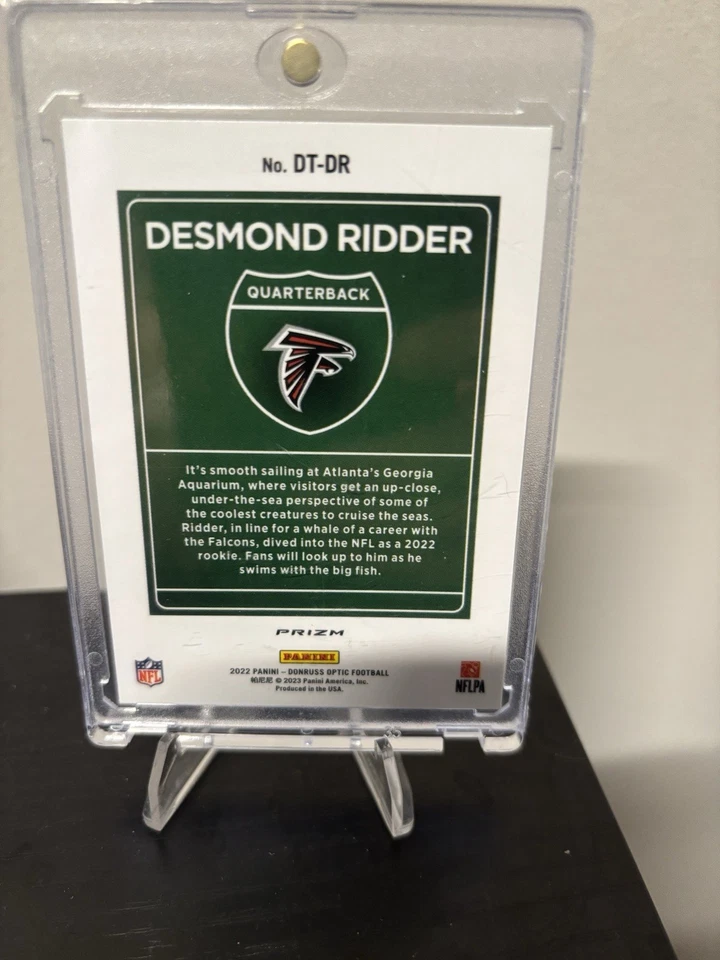 No. DT-DR
DESMOND RIDDER
QUARTERBACK
It's smooth sailing at Atlanta's Georgia
Aquarium, where visitors get an up-close,
under-the-sea perspective of some of
the coolest creatures to cruise the seas.
Ridder, in line for a whale of a career with
the Falcons, dived into the NFL as a 2022
rookie. Fans will look up to him as he
swims with the big fish.
PRIZM
PANINI
2022 PANINI – DONRUSS OPTIC FOOTBALL
帕尼尼 © 2023 Panini America, Inc.
Produced in the USA.
NFL
NFLPA